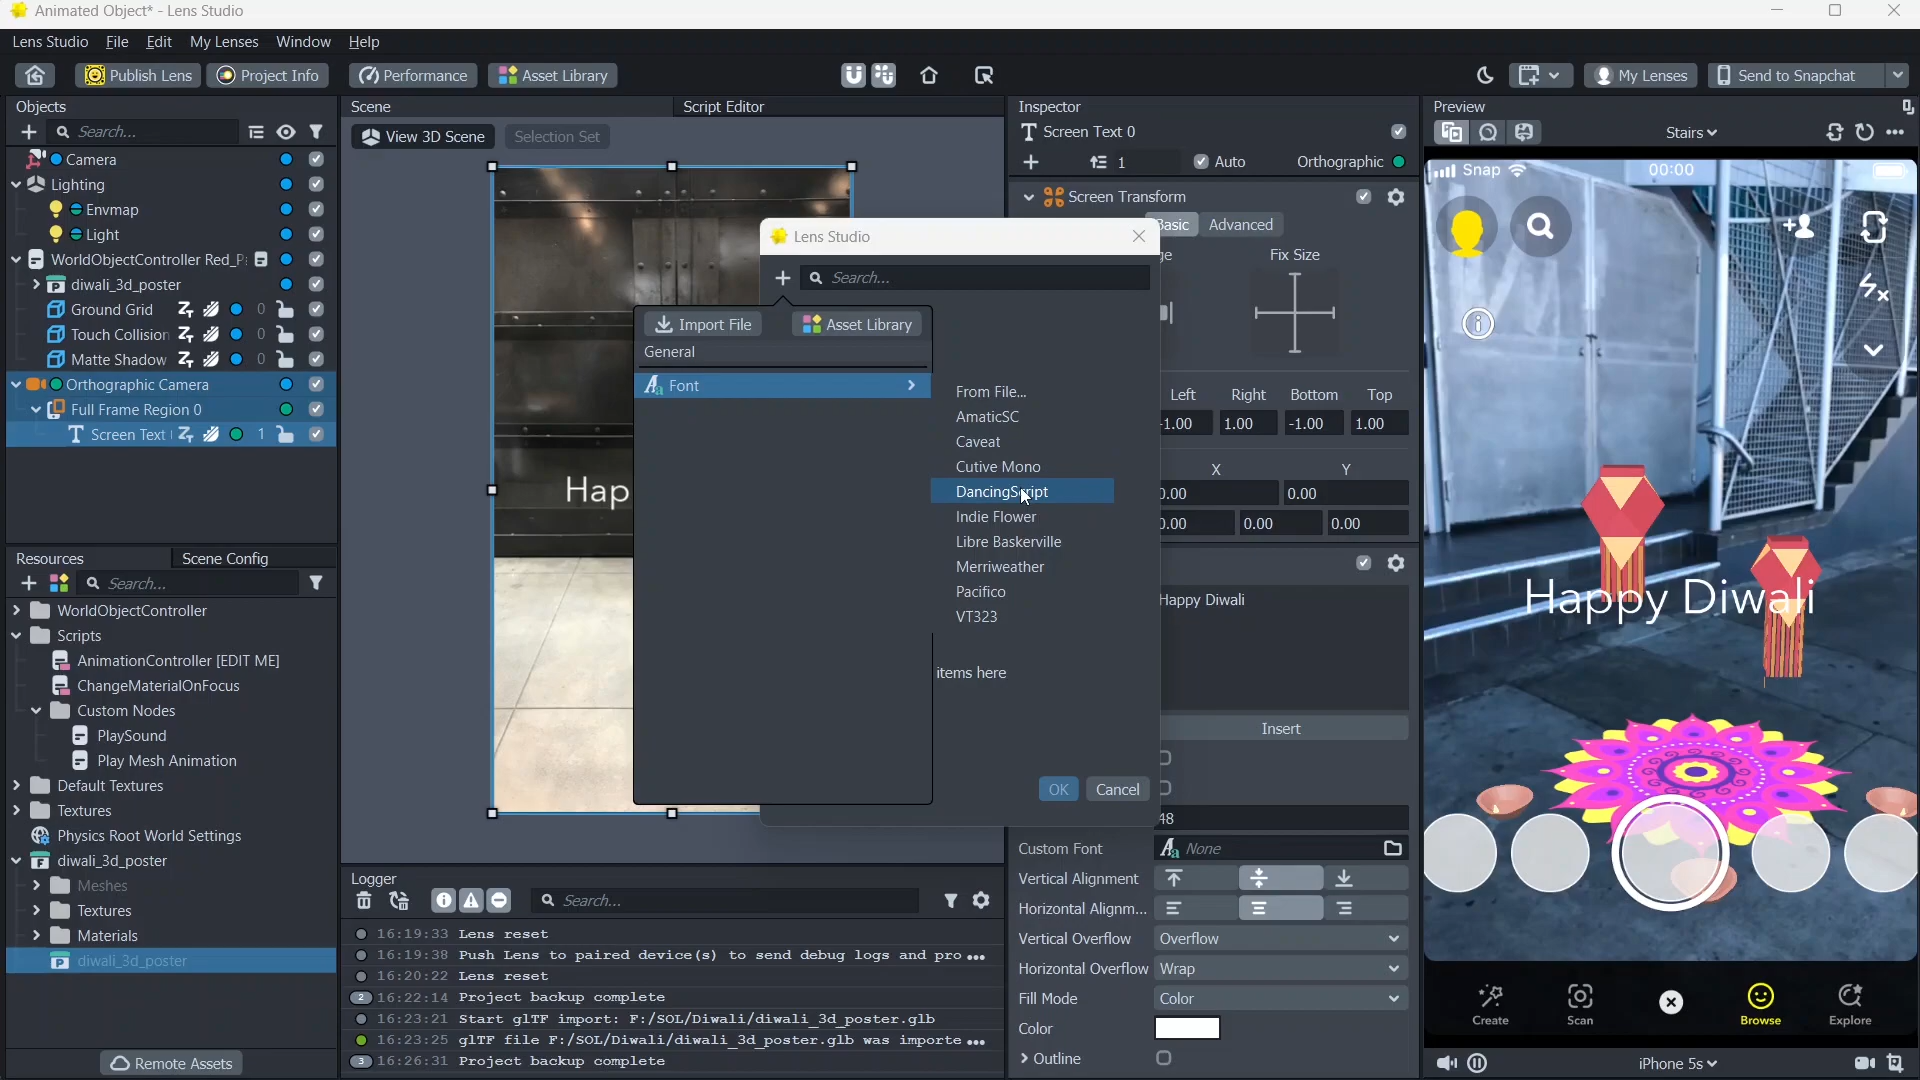 Animated Object* - Lens Studio
Lens Studio File Edit My Lenses Window Help
Publish Lens Project Info Performance Asset Library My Lenses Send to Snapchat
Objects
Search...
Camera
Lighting
Envmap
Light
WorldObjectController Red_P
diwali_3d_poster
Ground Grid 0
Touch Collision 0
Matte Shadow 0
Orthographic Camera
Full Frame Region 0
Screen Text 1
Resources Scene Config
Search...
WorldObjectController
Scripts
AnimationController [EDIT ME]
ChangeMaterialOnFocus
Custom Nodes
PlaySound
Play Mesh Animation
Default Textures
Textures
Physics Root World Settings
diwali_3d_poster
Meshes
Textures
Materials
diwali_3d_poster
Remote Assets
Scene Script Editor
View 3D Scene Selection Set
Hap
Lens Studio
Search...
Import File Asset Library
General
Font
From File...
AmaticSC
Caveat
Cutive Mono
DancingScript
Indie Flower
Libre Baskerville
Merriweather
Pacifico
VT323
items here
OK Cancel
Logger
Search...
16:19:33 Lens reset
16:19:38 Push Lens to paired device(s) to send debug logs and pro...
16:20:22 Lens reset
2 16:22:14 Project backup complete
16:23:21 Start glTF import: F:/SOL/Diwali/diwali_3d_poster.glb
16:23:25 glTF file F:/SOL/Diwali/diwali_3d_poster.glb was importe...
3 16:26:31 Project backup complete
Inspector
Screen Text 0
1 Auto Orthographic
Screen Transform
Basic Advanced
ge Fix Size
Left Right Bottom Top
-1.00 1.00 -1.00 1.00
X Y
0.00 0.00
0.00 0.00 0.00
Happy Diwali
Insert
48
Custom Font None
Vertical Alignment
Horizontal Alignm...
Vertical Overflow Overflow
Horizontal Overflow Wrap
Fill Mode Color
Color
Outline
Preview
Stairs
Snap 00:00
Happy Diwali
Create Scan Browse Explore
iPhone 5s